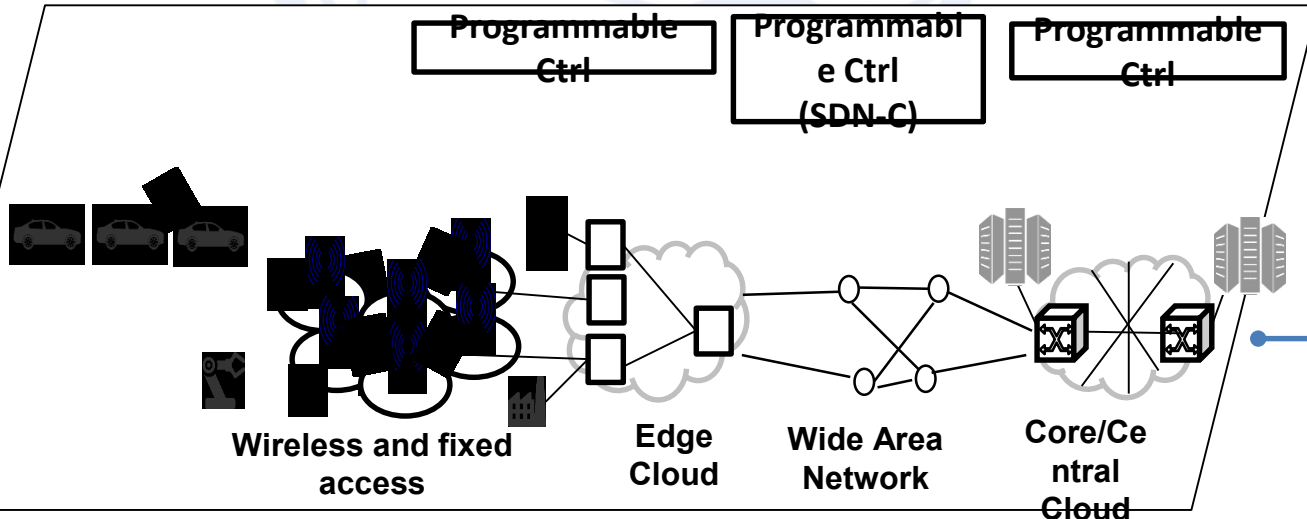 Programmable
Ctrl
Programmabl
e Ctrl
(SDN-C)
Programmable
Ctrl
Wireless and fixed
access
Edge
Cloud
Wide Area
Network
Core/Ce
ntral
Cloud